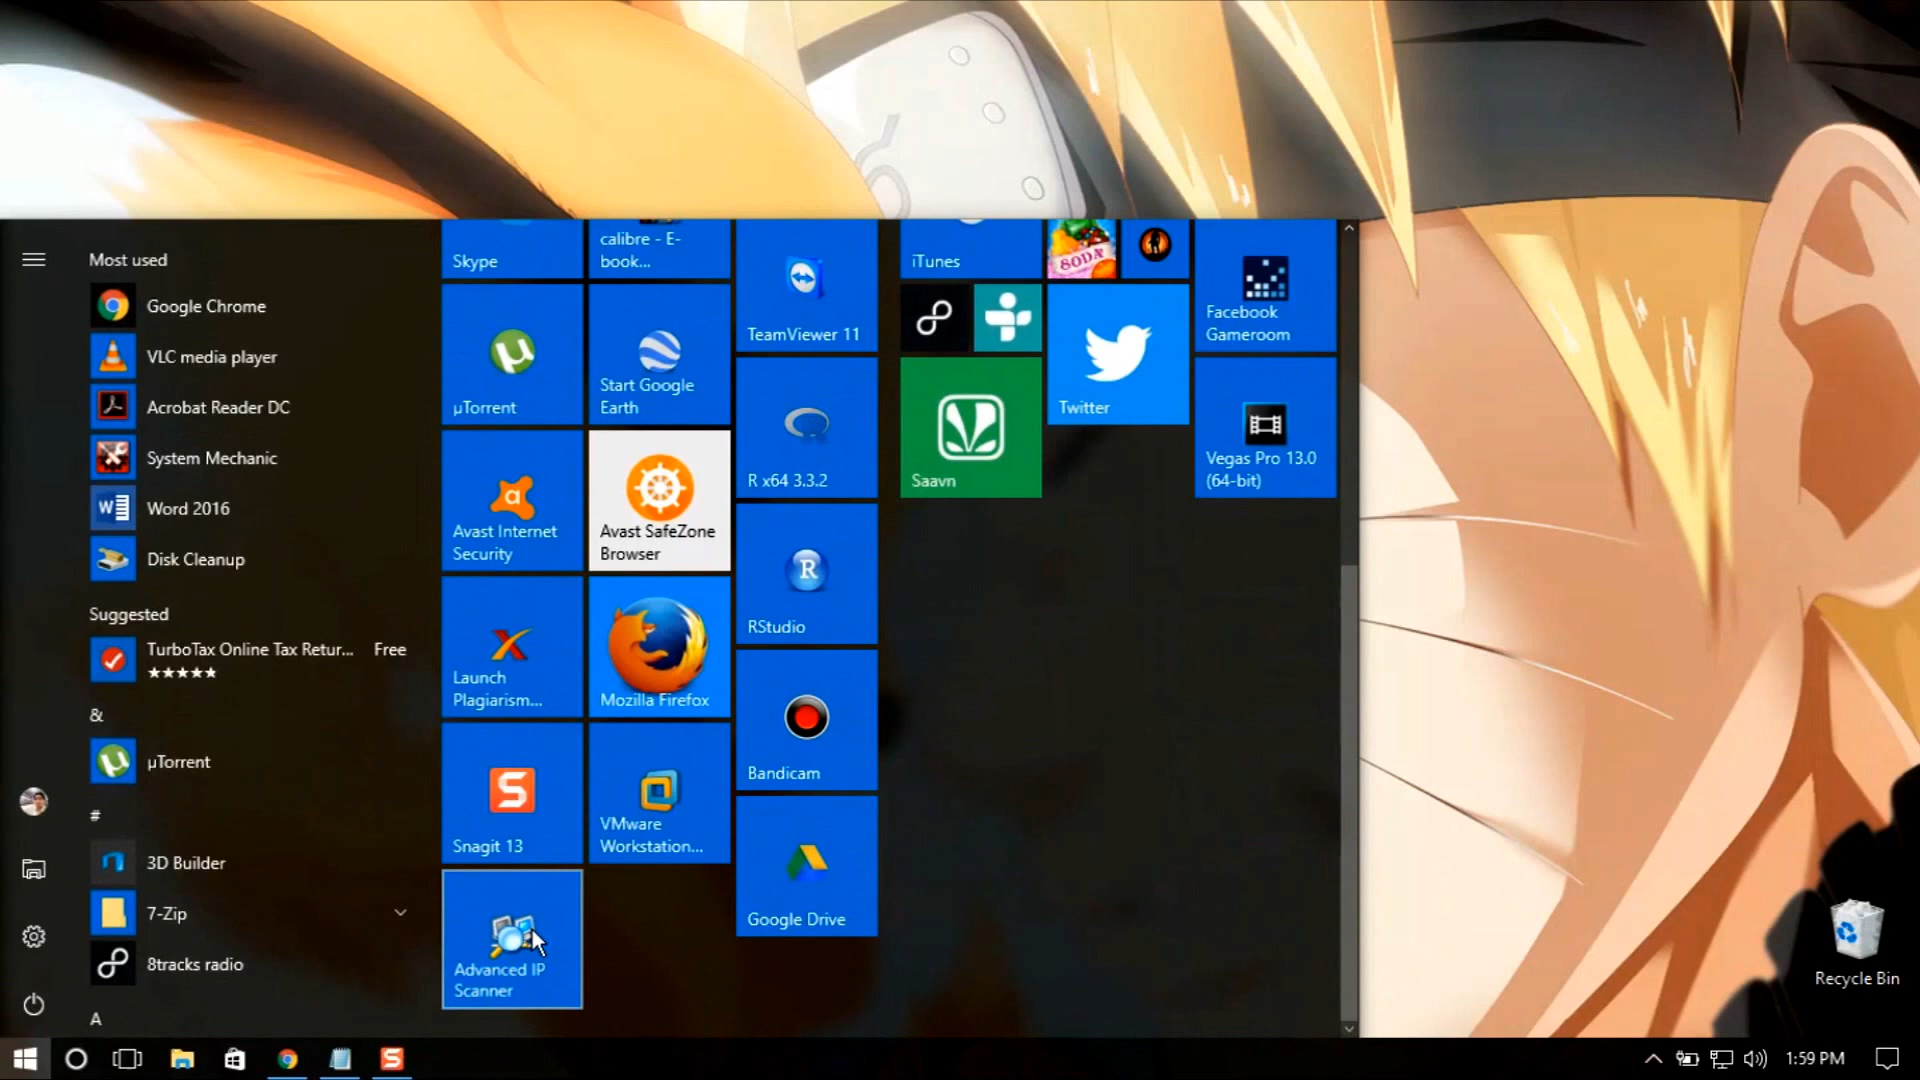 Most used
Google Chrome
VLC media player
Acrobat Reader DC
System Mechanic
Word 2016
Disk Cleanup
Suggested
TurboTax Online Tax Retur...
Free
★★★★★
&
µTorrent
#
3D Builder
7-Zip
8tracks radio
A
Skype
calibre - E-
book...
µTorrent
Start Google
Earth
Avast Internet
Security
Avast SafeZone
Browser
Launch
Plagiarism...
Mozilla Firefox
Snagit 13
VMware
Workstation...
Advanced IP
Scanner
TeamViewer 11
R x64 3.3.2
RStudio
Bandicam
Google Drive
iTunes
SODA
Twitter
Saavn
Facebook
Gameroom
Vegas Pro 13.0
(64-bit)
Recycle Bin
1:59 PM